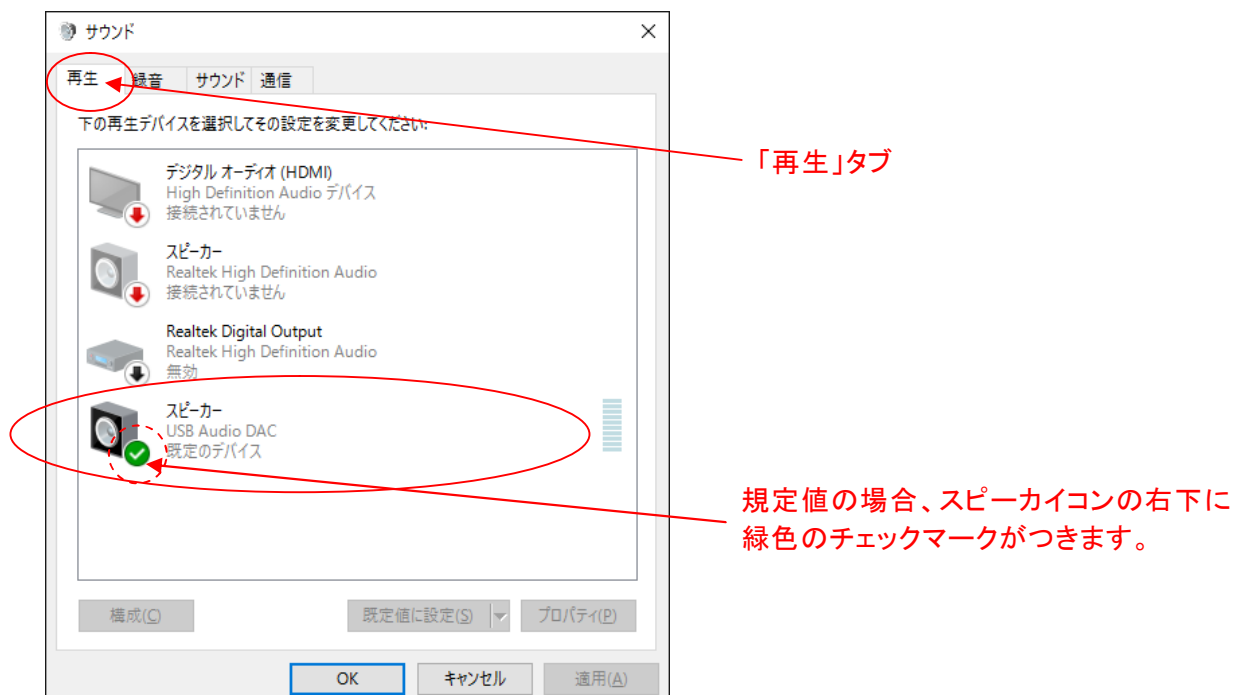 サウンド
再生 録音 サウンド 通信
下の再生デバイスを選択してその設定を変更してください:
デジタル オーディオ (HDMI)
High Definition Audio デバイス
接続されていません
スピーカー
Realtek High Definition Audio
接続されていません
Realtek Digital Output
Realtek High Definition Audio
無効
スピーカー
USB Audio DAC
既定のデバイス
構成(C) 既定値に設定(S) プロパティ(P)
OK キャンセル 適用(A)
「再生」タブ
規定値の場合、スピーカイコンの右下に
緑色のチェックマークがつきます。